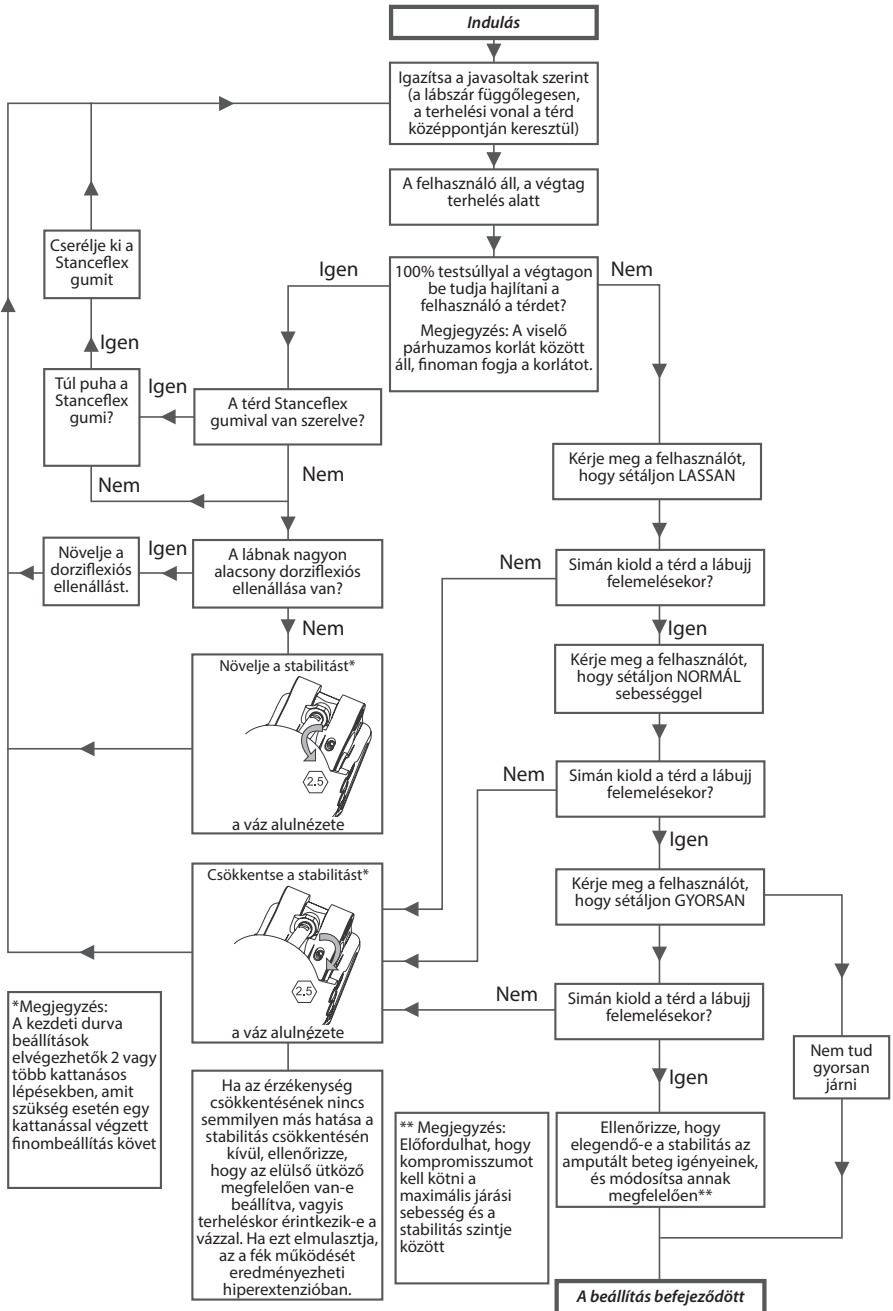 Indulás
Igazítsa a javasoltak szerint
(a lábszár függőlegesen,
a terhelési vonal a térd
középpontján keresztül)
A felhasználó áll, a végtag
terhelés alatt
Igen
100% testsúllyal a végtagon
be tudja hajlítani a
felhasználó a térdet?
Megjegyzés: A viselő
párhuzamos korlát között
áll, finoman fogja a korlátot.
Nem
Cserélje ki a
Stanceflex
gumit
Igen
Túl puha a
Stanceflex
gumi?
Igen
A térd Stanceflex
gumival van szerelve?
Nem
Nem
Növelje a
dorziflexiós
ellenállást.
Igen
A lábnak nagyon
alacsony dorziflexiós
ellenállása van?
Nem
Növelje a stabilitást*
2.5
a váz alulnézete
Kérje meg a felhasználót,
hogy sétáljon LASSAN
Nem
Simán kiold a térd a lábujj
felemelésekor?
Igen
Kérje meg a felhasználót,
hogy sétáljon NORMÁL
sebességgel
Nem
Simán kiold a térd a lábujj
felemelésekor?
Igen
Csökkentse a stabilitást*
2.5
a váz alulnézete
Kérje meg a felhasználót,
hogy sétáljon GYORSAN
Nem
Simán kiold a térd a lábujj
felemelésekor?
Igen
Nem tud
gyorsan
járni
*Megjegyzés:
A kezdeti durva
beállítások
elvégezhetők 2 vagy
több kattanásos
lépésekben, amit
szükség esetén egy
kattanással végzett
finombeállítás követ
Ha az érzékenység
csökkentésének nincs
semmilyen más hatása a
stabilitás csökkentésén
kívül, ellenőrizze,
hogy az elülső ütköző
megfelelően van-e
beállítva, vagyis
terheléskor érintkezik-e a
vázzal. Ha ezt elmulasztja,
az a fék működését
eredményezheti
hiperextenzióban.
** Megjegyzés:
Előfordulhat, hogy
kompromisszumot
kell kötni a
maximális járási
sebesség és a
stabilitás szintje
között
Ellenőrizze, hogy
elegendő-e a stabilitás az
amputált beteg igényeinek,
és módosítsa annak
megfelelően**
A beállítás befejeződött